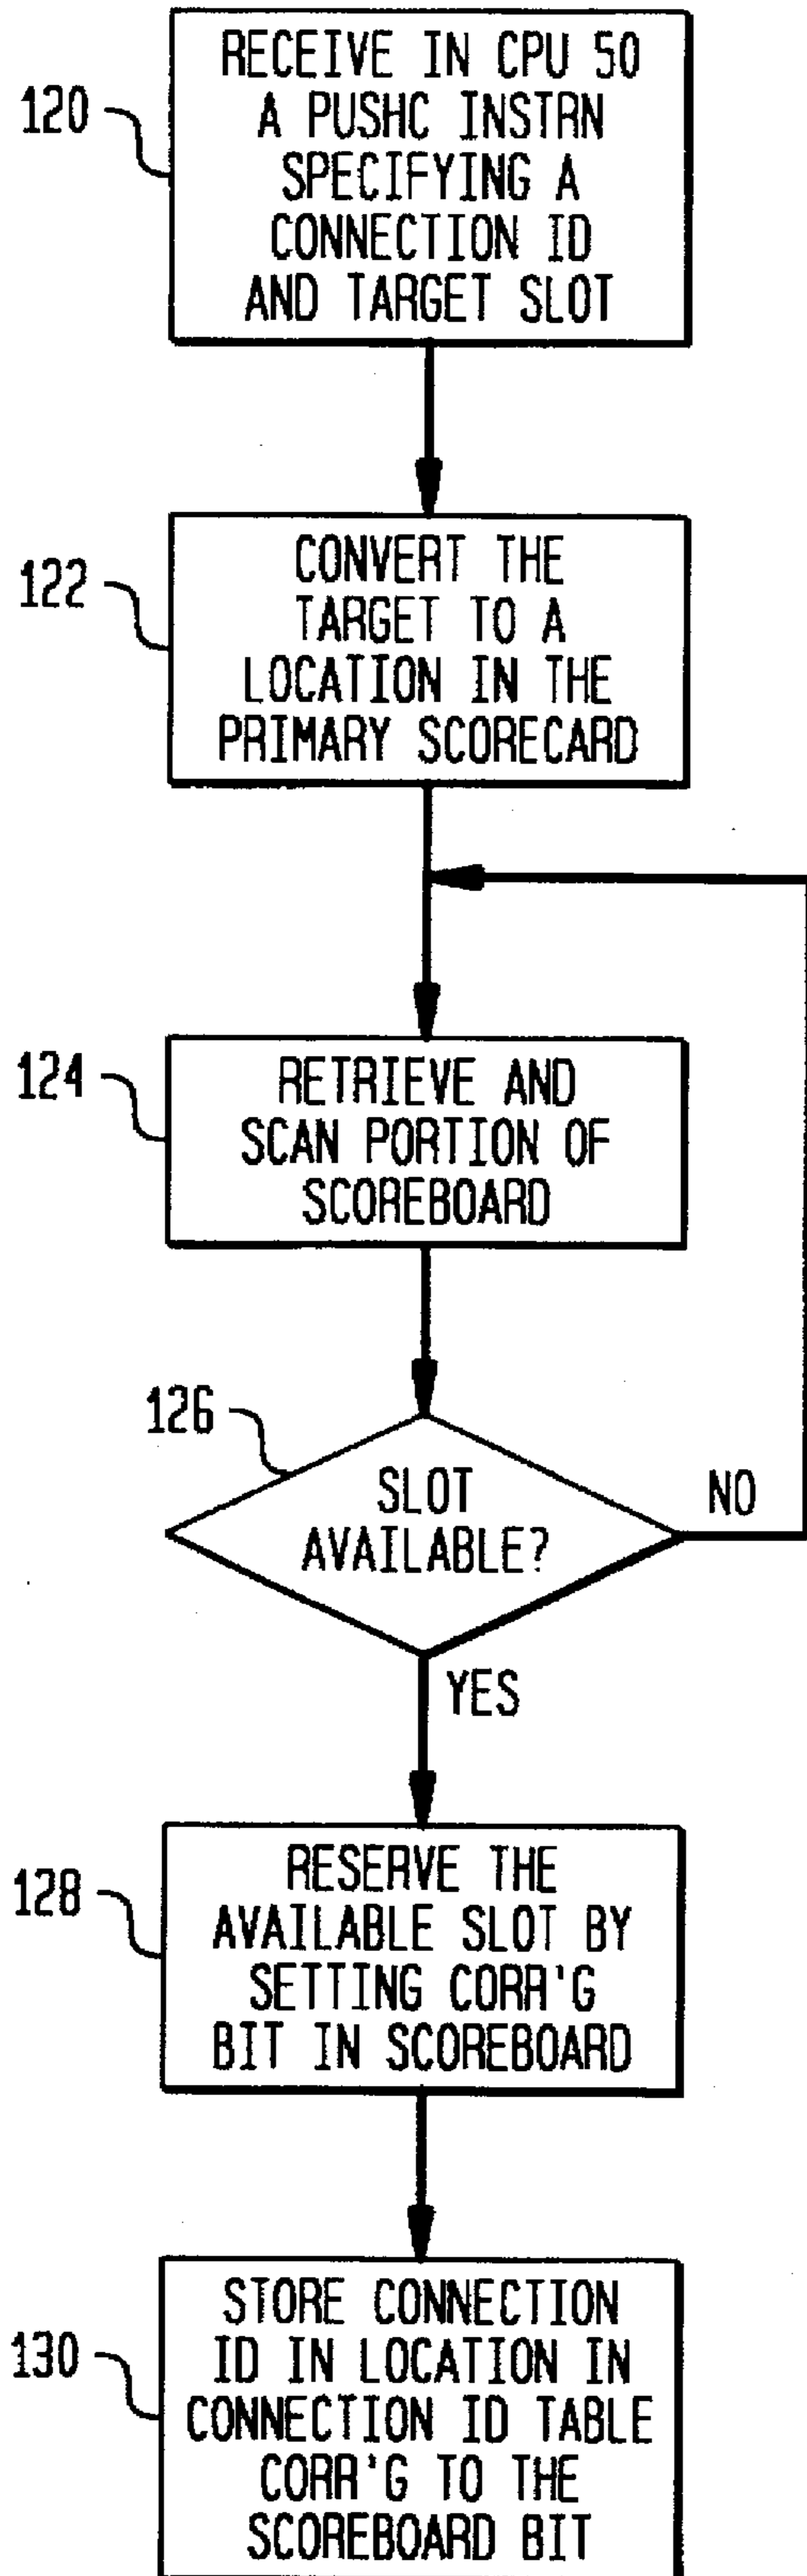 120
RECEIVE IN CPU 50
A PUSHC INSTRN
SPECIFYING A
CONNECTION ID
AND TARGET SLOT
122
CONVERT THE
TARGET TO A
LOCATION IN THE
PRIMARY SCORECARD
124
RETRIEVE AND
SCAN PORTION OF
SCOREBOARD
126
SLOT
AVAILABLE?
NO
YES
128
RESERVE THE
AVAILABLE SLOT BY
SETTING CORR'G
BIT IN SCOREBOARD
130
STORE CONNECTION
ID IN LOCATION IN
CONNECTION ID TABLE
CORR'G TO THE
SCOREBOARD BIT